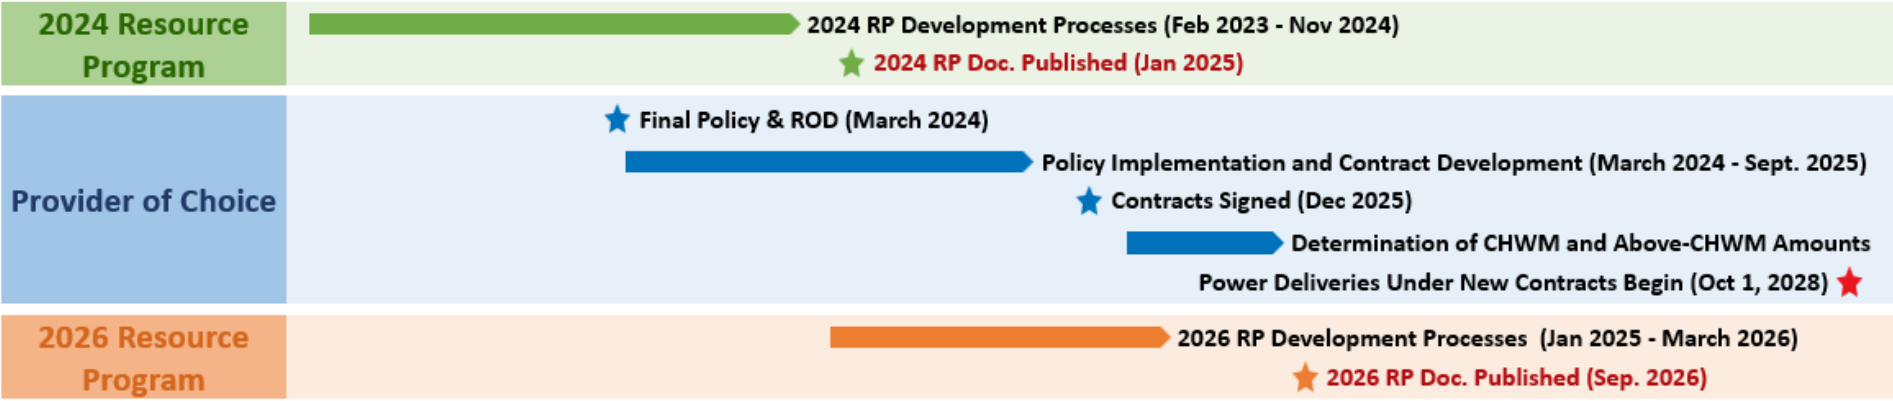 2024 Resource
Program
2024 RP Development Processes (Feb 2023 - Nov 2024)
2024 RP Doc. Published (Jan 2025)
Provider of Choice
Final Policy & ROD (March 2024)
Policy Implementation and Contract Development (March 2024 - Sept. 2025)
Contracts Signed (Dec 2025)
Determination of CHWM and Above-CHWM Amounts
Power Deliveries Under New Contracts Begin (Oct 1, 2028)
2026 Resource
Program
2026 RP Development Processes  (Jan 2025 - March 2026)
2026 RP Doc. Published (Sep. 2026)